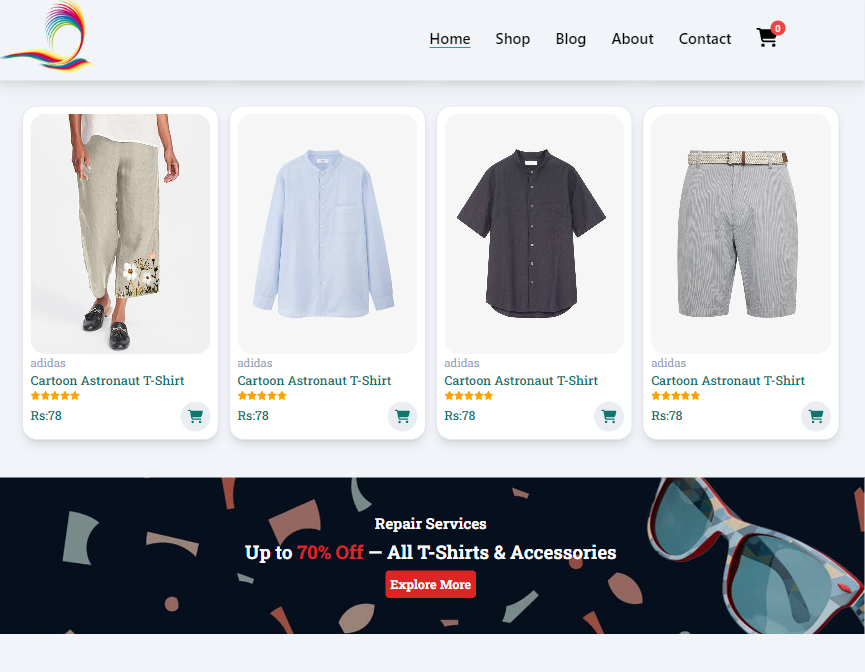 Home Shop Blog About Contact 0
adidas adidas adidas adidas
Cartoon Astronaut T-Shirt Cartoon Astronaut T-Shirt Cartoon Astronaut T-Shirt Cartoon Astronaut T-Shirt
Rs:78 Rs:78 Rs:78 Rs:78
Repair Services
Up to 70% Off – All T-Shirts & Accessories
Explore More